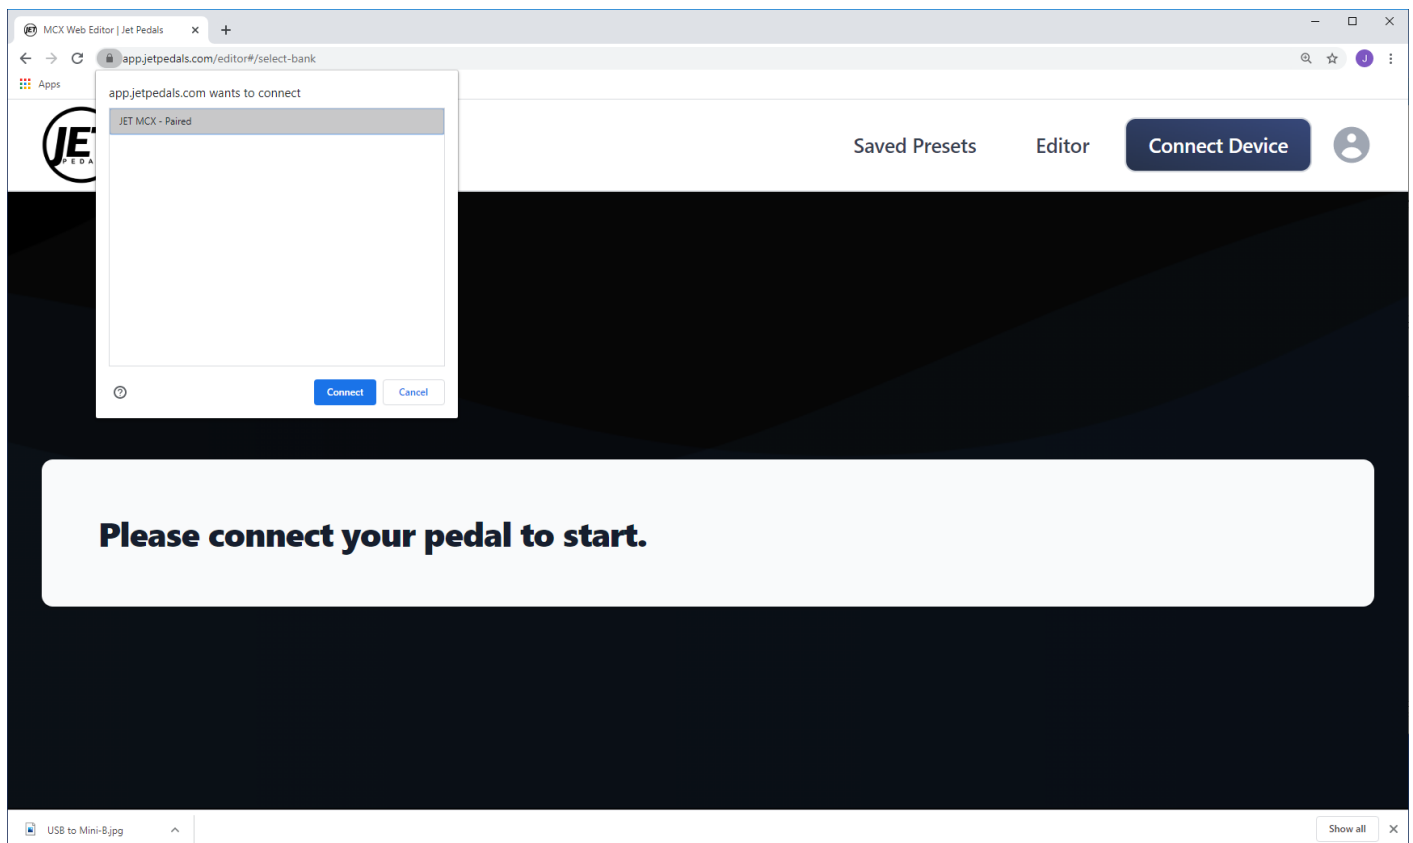 MCX Web Editor | Jet Pedals
app.jetpedals.com/editor#/select-bank
J
Apps
app.jetpedals.com wants to connect
JET MCX - Paired
Connect
Cancel
JE
PEDA
Saved Presets
Editor
Connect Device
Please connect your pedal to start.
USB to Mini-B.jpg
Show all